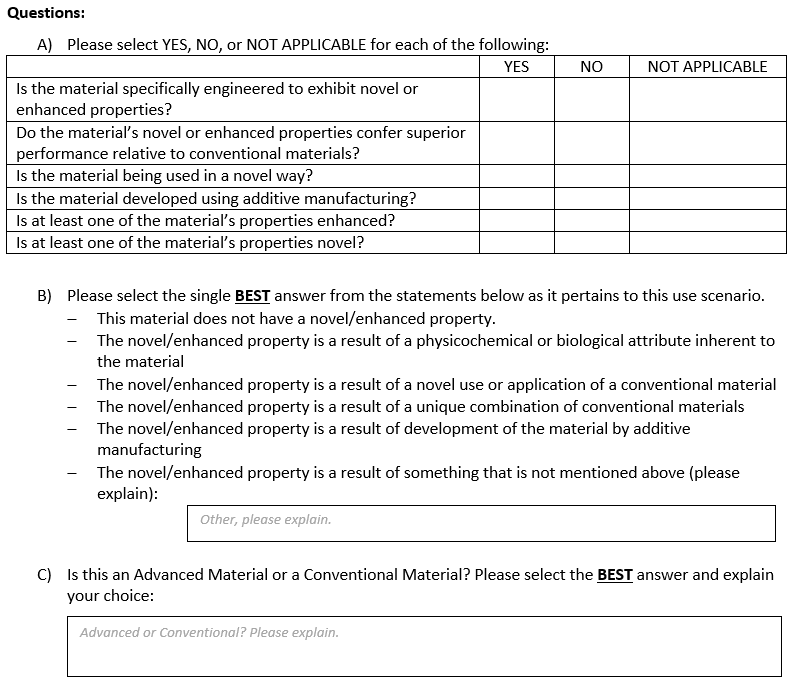 Questions:
A) Please select YES, NO, or NOT APPLICABLE for each of the following:
YES NO NOT APPLICABLE
Is the material specifically engineered to exhibit novel or
enhanced properties?
Do the material's novel or enhanced properties confer superior
performance relative to conventional materials?
Is the material being used in a novel way?
Is the material developed using additive manufacturing?
Is at least one of the material's properties enhanced?
Is at least one of the material's properties novel?
B) Please select the single BEST answer from the statements below as it pertains to this use scenario.
– This material does not have a novel/enhanced property.
– The novel/enhanced property is a result of a physicochemical or biological attribute inherent to
the material
– The novel/enhanced property is a result of a novel use or application of a conventional material
– The novel/enhanced property is a result of a unique combination of conventional materials
– The novel/enhanced property is a result of development of the material by additive
manufacturing
– The novel/enhanced property is a result of something that is not mentioned above (please
explain):
Other, please explain.
C) Is this an Advanced Material or a Conventional Material? Please select the BEST answer and explain
your choice:
Advanced or Conventional? Please explain.